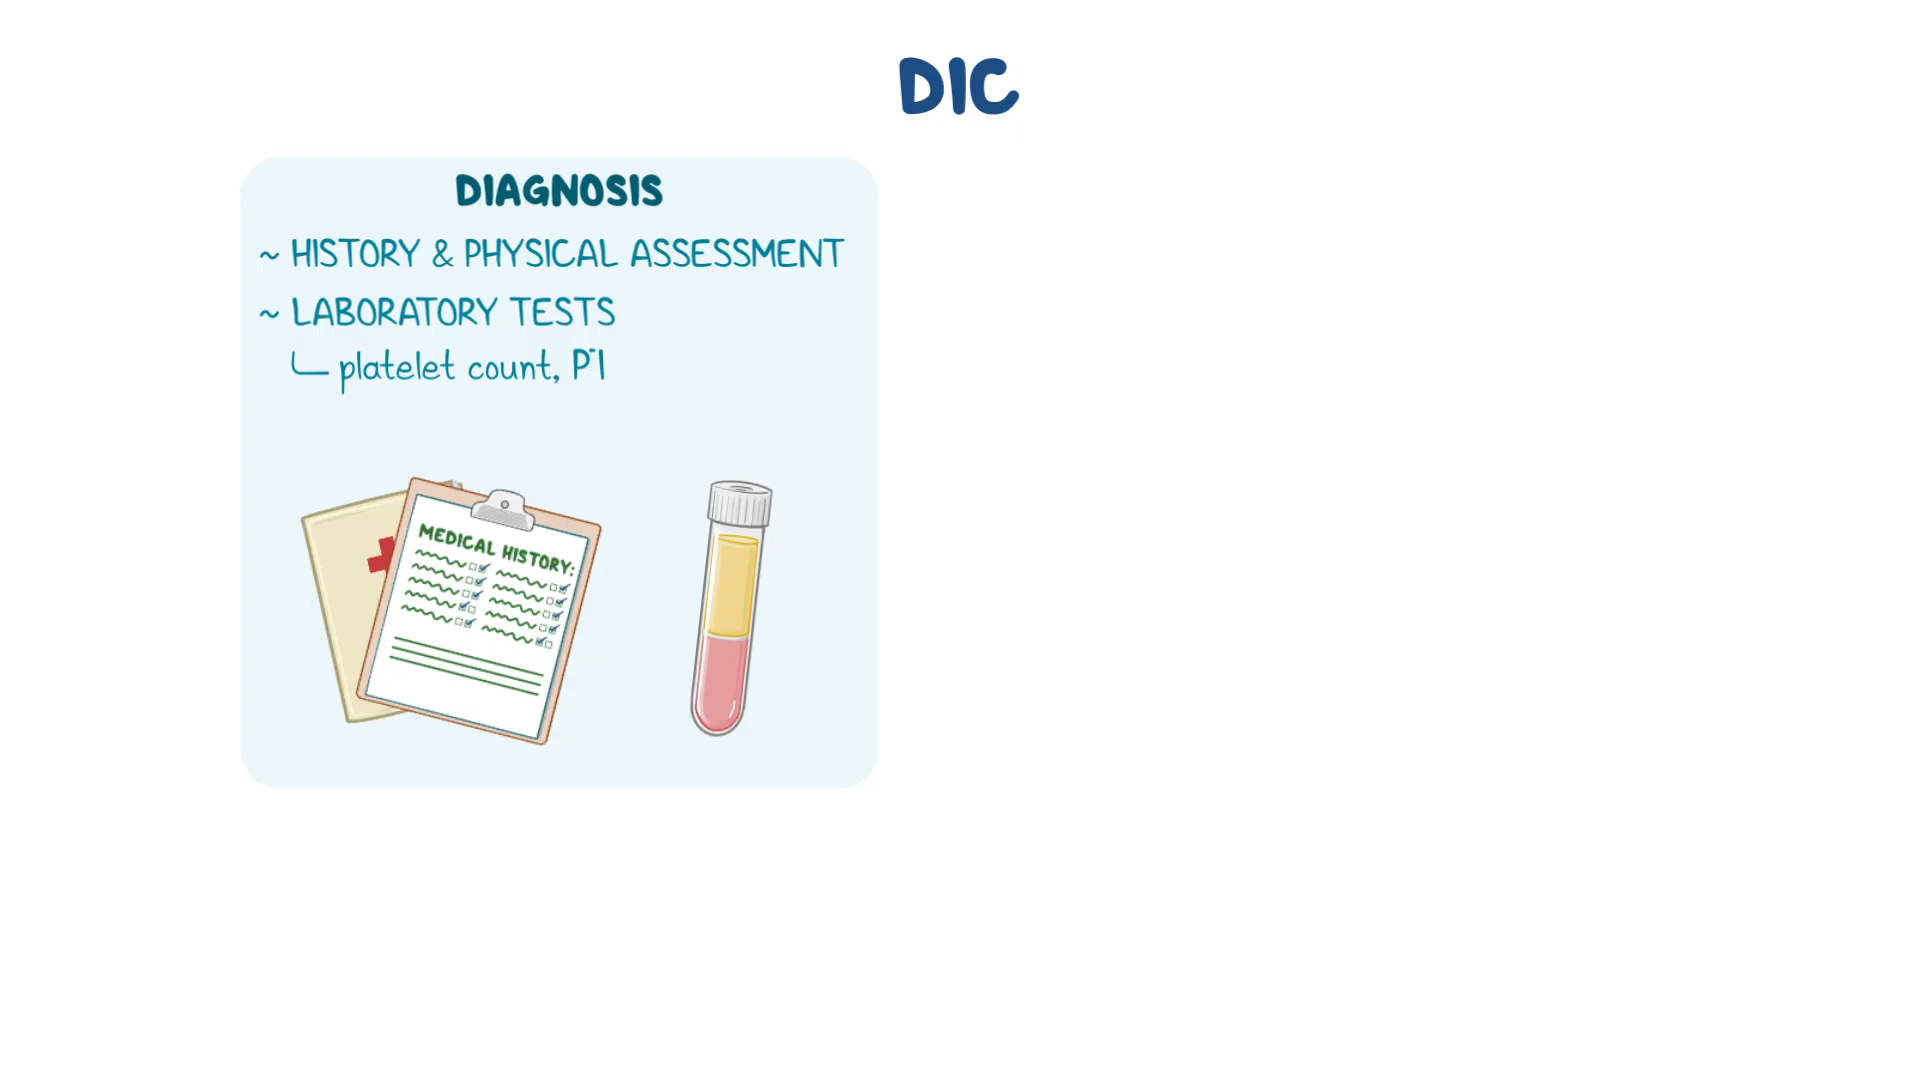 DIC
DIAGNOSIS
~ HISTORY & PHYSICAL ASSESSMENT
~ LABORATORY TESTS
platelet count,
MEDICAL HISTORY: